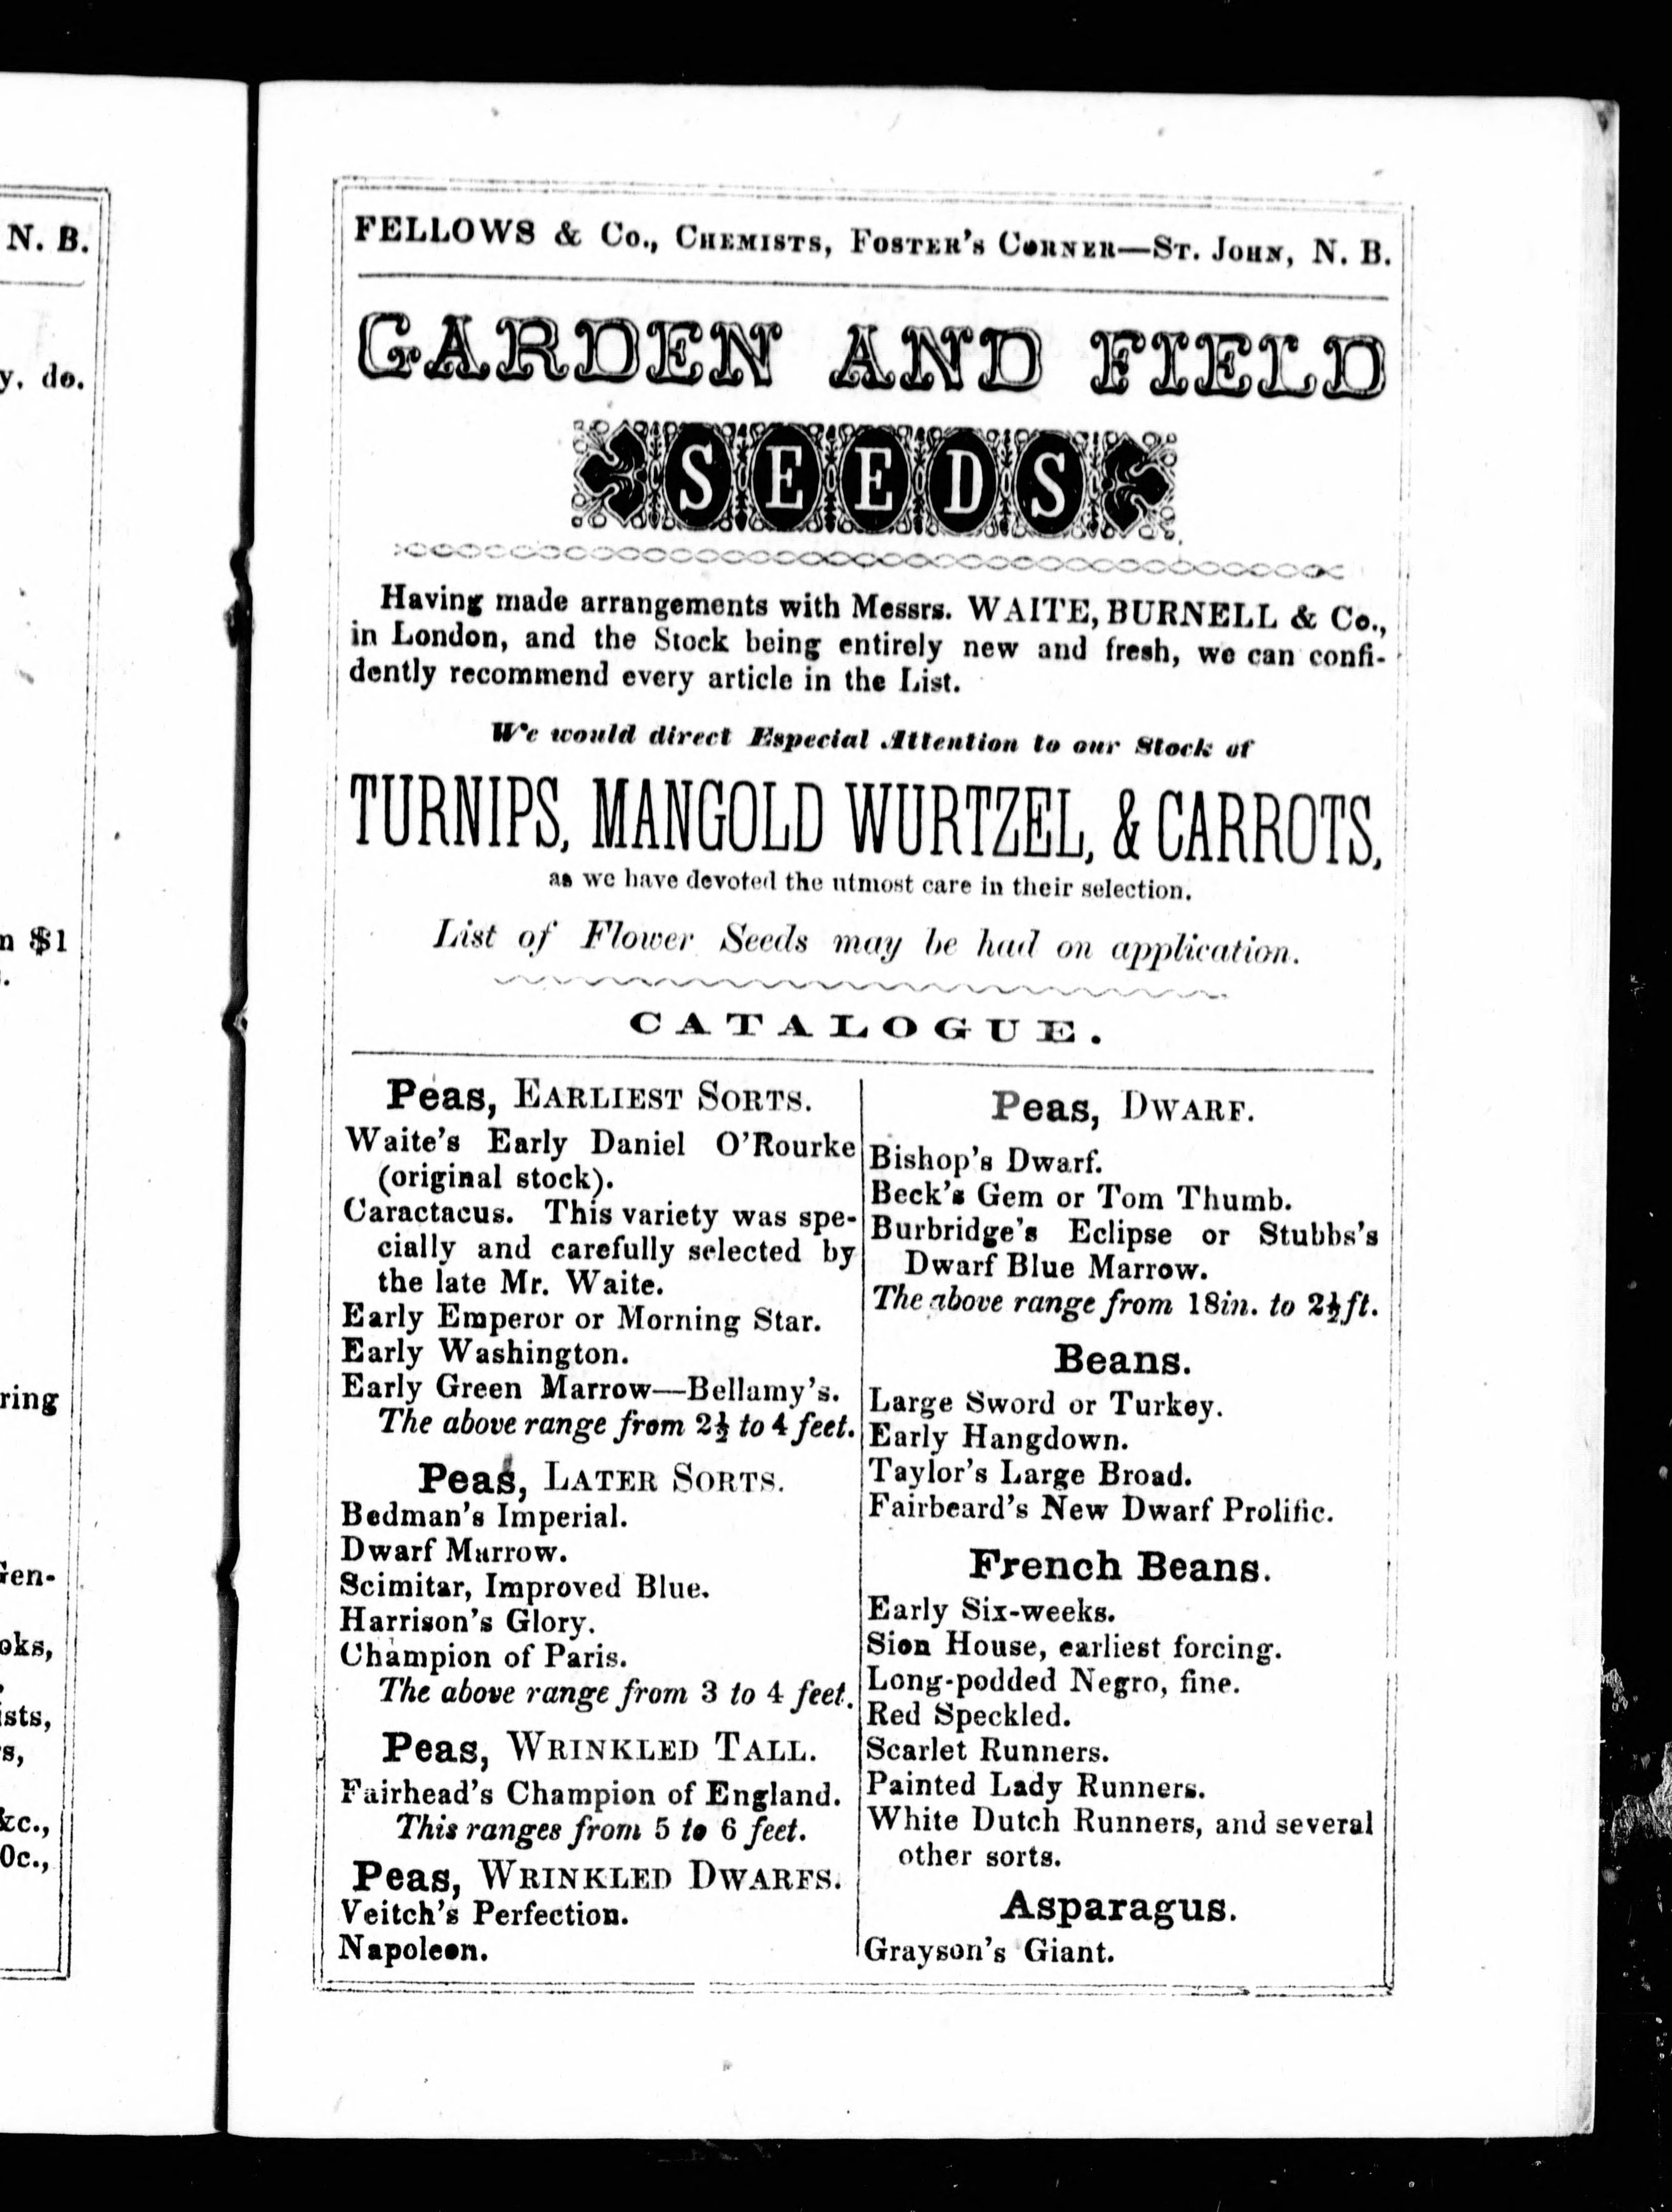 N. B.
y, do.
n $1
ring
Gen-
oks,
ists,
s,
&c.,
0c.,
FELLOWS & Co., CHEMISTS, FOSTER'S CORNER—ST. JOHN, N. B.
GARDEN AND FIELD
SEEDS
Having made arrangements with Messrs. WAITE, BURNELL & Co.,
in London, and the Stock being entirely new and fresh, we can confi-
dently recommend every article in the List.
We would direct Especial Attention to our Stock of
TURNIPS, MANGOLD WURTZEL, & CARROTS,
as we have devoted the utmost care in their selection.
List of Flower Seeds may be had on application.
CATALOGUE.
Peas, EARLIEST SORTS.
Waite's Early Daniel O'Rourke
(original stock).
Caractacus. This variety was spe-
cially and carefully selected by
the late Mr. Waite.
Early Emperor or Morning Star.
Early Washington.
Early Green Marrow—Bellamy's.
The above range from 2½ to 4 feet.
Peas, LATER SORTS.
Bedman's Imperial.
Dwarf Marrow.
Scimitar, Improved Blue.
Harrison's Glory.
Champion of Paris.
The above range from 3 to 4 feet.
Peas, WRINKLED TALL.
Fairhead's Champion of England.
This ranges from 5 to 6 feet.
Peas, WRINKLED DWARFS.
Veitch's Perfection.
Napoleon.
Peas, DWARF.
Bishop's Dwarf.
Beck's Gem or Tom Thumb.
Burbridge's Eclipse or Stubbs's
Dwarf Blue Marrow.
The above range from 18in. to 2½ft.
Beans.
Large Sword or Turkey.
Early Hangdown.
Taylor's Large Broad.
Fairbeard's New Dwarf Prolific.
French Beans.
Early Six-weeks.
Sion House, earliest forcing.
Long-podded Negro, fine.
Red Speckled.
Scarlet Runners.
Painted Lady Runners.
White Dutch Runners, and several
other sorts.
Asparagus.
Grayson's Giant.